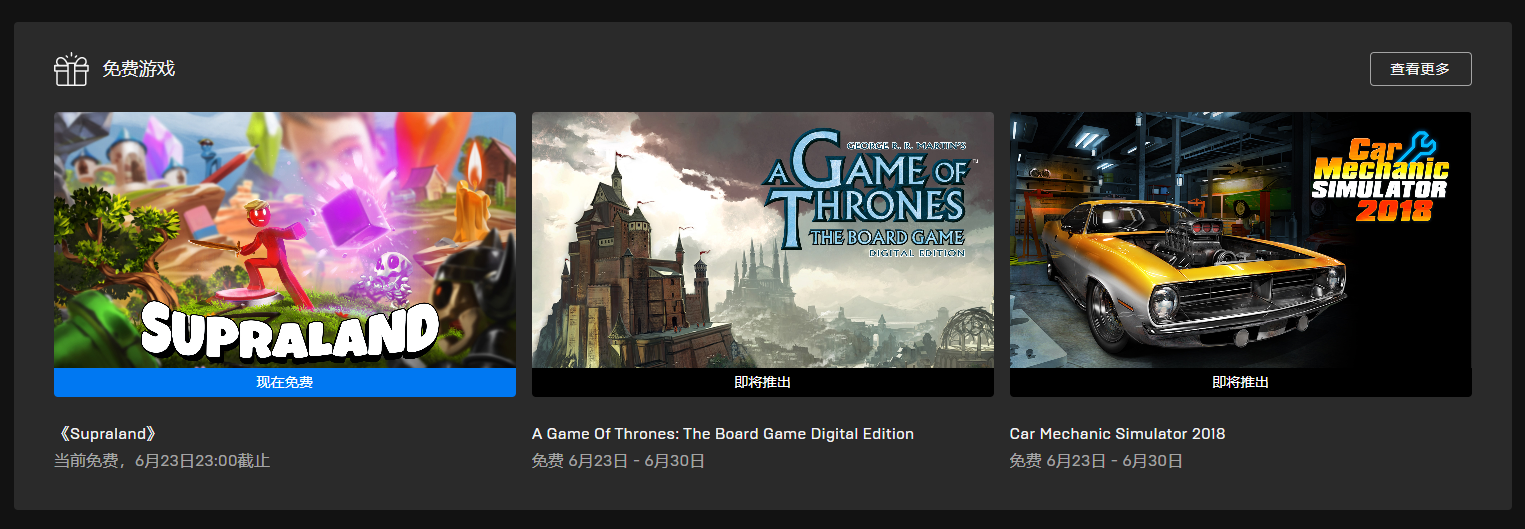 免费游戏
查看更多
SUPRALAND
现在免费
GEORGE R. R. MARTIN'S
A GAME OF
THRONES
THE BOARD GAME
DIGITAL EDITION
即将推出
Car
Mechanic
SIMULATOR
2018
即将推出
《Supraland》
当前免费，6月23日23:00截止
A Game Of Thrones: The Board Game Digital Edition
免费 6月23日 - 6月30日
Car Mechanic Simulator 2018
免费 6月23日 - 6月30日